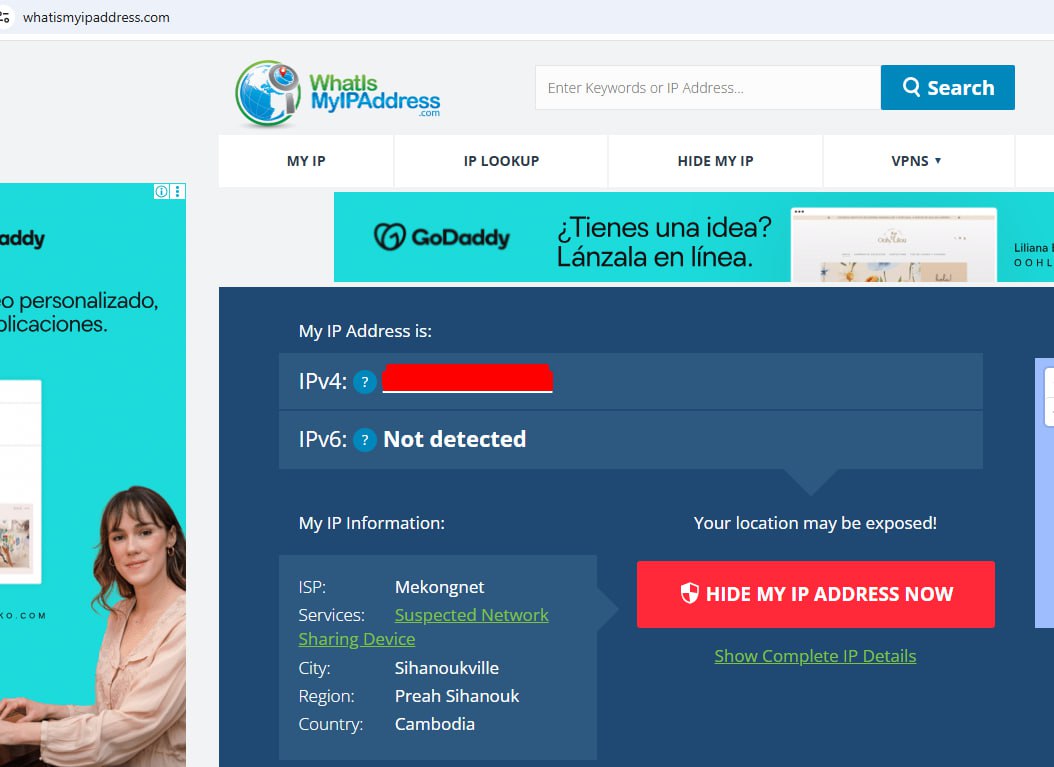 whatismyipaddress.com
WhatIs
MyIPAddress
.com
Enter Keywords or IP Address...
Search
MY IP
IP LOOKUP
HIDE MY IP
VPNS
addy
o personalizado,
licaciones.
KO.COM
GoDaddy
¿Tienes una idea?
Lánzala en línea.
Liliana
OOHL
My IP Address is:
IPv4: ?
IPv6: ? Not detected
My IP Information:
ISP: Mekongnet
Services: Suspected Network
Sharing Device
City: Sihanoukville
Region: Preah Sihanouk
Country: Cambodia
Your location may be exposed!
HIDE MY IP ADDRESS NOW
Show Complete IP Details